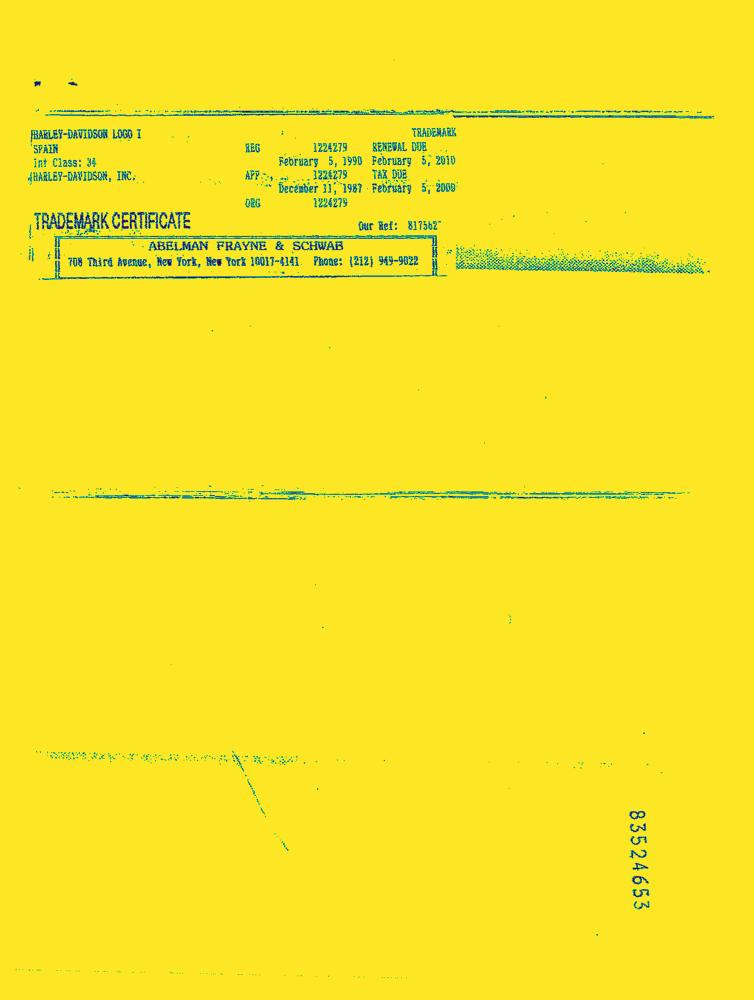 HARLEY-DAVIDSON LOGO I TRADEMARK
SPAIN REG 1224279 RENEWAL DUE
Int Class: 34 February 5, 1990 February 5, 2010
HARLEY-DAVIDSON, INC. APP 1224279 TAX DUE
December 11, 1987 February 5, 2000
ORG 1224279
TRADEMARK CERTIFICATE Our Ref: 817562
ABELMAN FRAYNE & SCHWAB
708 Third Avenue, New York, New York 10017-4141 Phone: (212) 949-9022
83524653